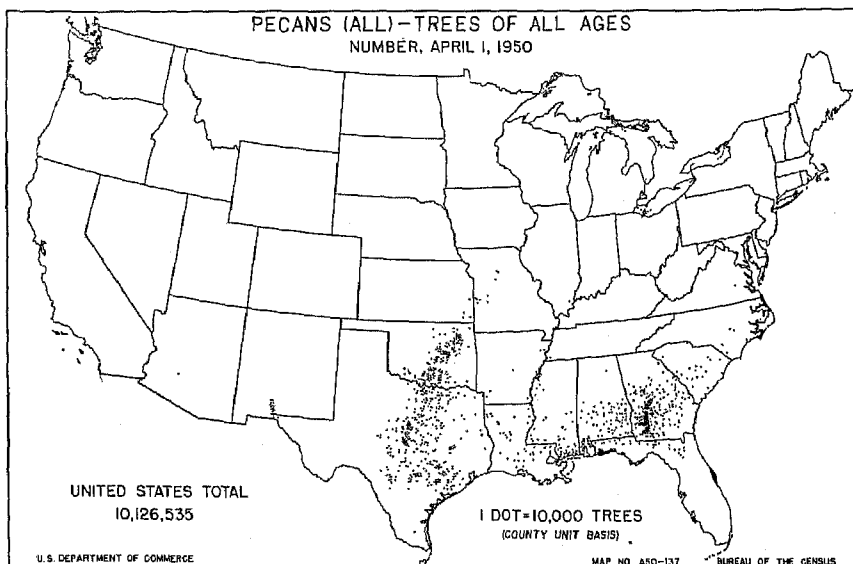 PECANS (ALL)-TREES OF ALL AGES
NUMBER, APRIL 1, 1950
UNITED STATES TOTAL
10,126,535
1 DOT=10,000 TREES
(COUNTY UNIT BASIS)
U.S. DEPARTMENT OF COMMERCE
MAP NO. A50-137
BUREAU OF THE CENSUS